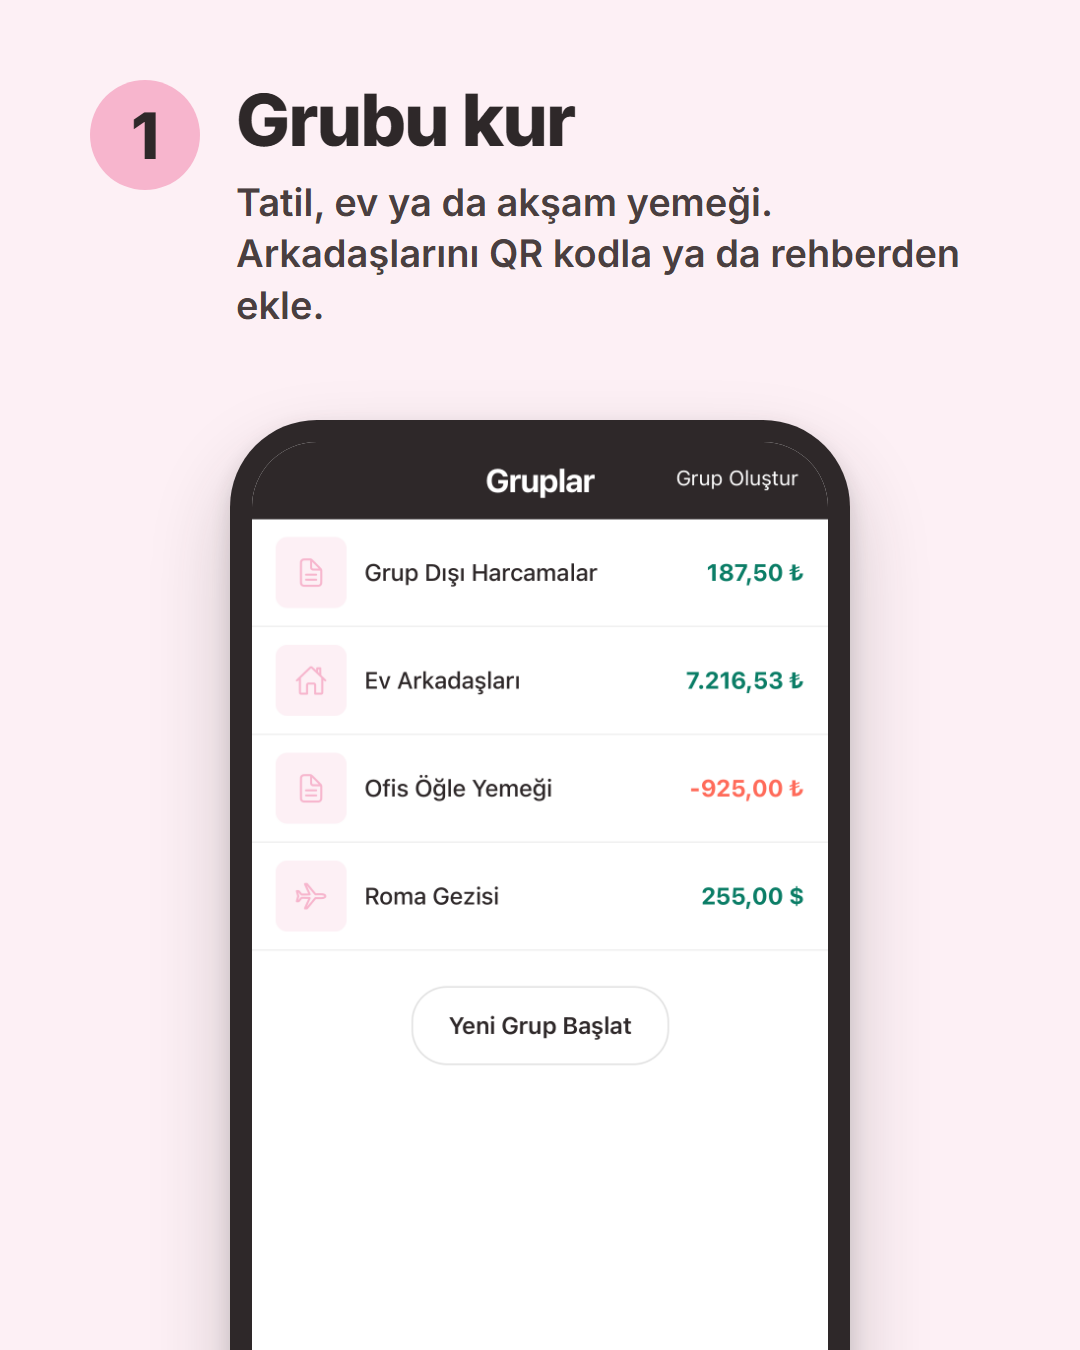 1
Grubu kur
Tatil, ev ya da akşam yemeği.
Arkadaşlarını QR kodla ya da rehberden
ekle.
Gruplar
Grup Oluştur
Grup Dışı Harcamalar 187,50 ₺
Ev Arkadaşları 7.216,53 ₺
Ofis Öğle Yemeği -925,00 ₺
Roma Gezisi 255,00 $
Yeni Grup Başlat